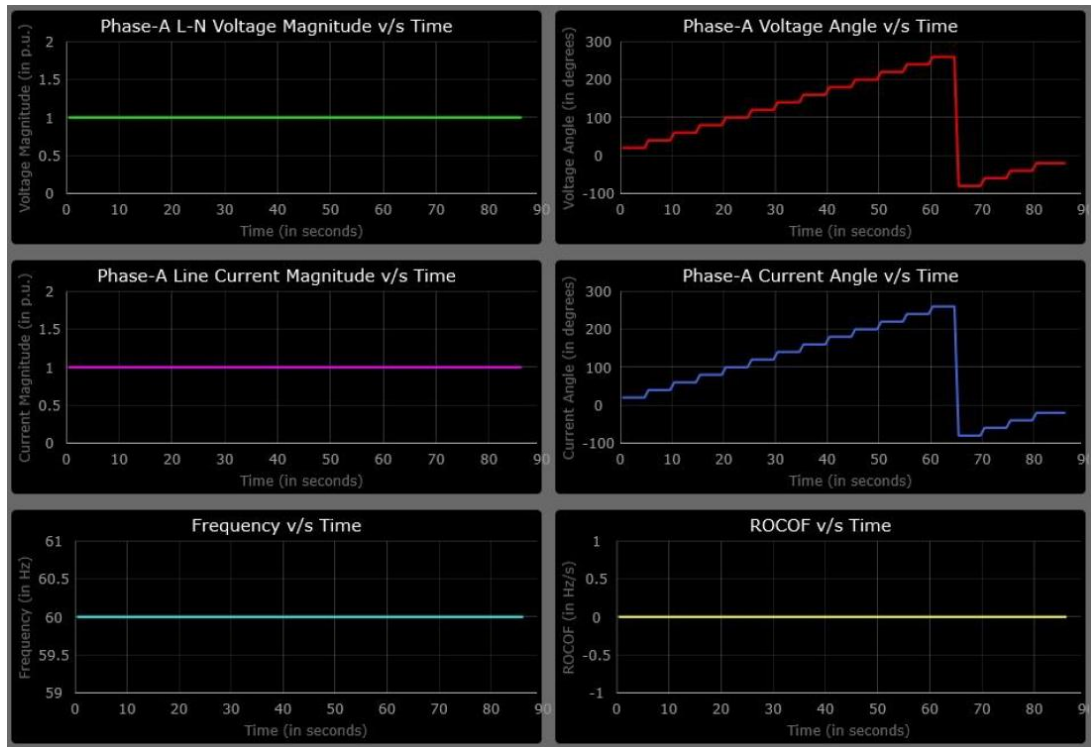 Phase-A L-N Voltage Magnitude v/s Time
Voltage Magnitude (in p.u.)
2
1.5
1
0.5
0
0 10 20 30 40 50 60 70 80 90
Time (in seconds)
Phase-A Voltage Angle v/s Time
Voltage Angle (in degrees)
300
200
100
0
-100
0 10 20 30 40 50 60 70 80 9
Time (in seconds)
Phase-A Line Current Magnitude v/s Time
Current Magnitude (in p.u.)
2
1.5
1
0.5
0
0 10 20 30 40 50 60 70 80 90
Time (in seconds)
Phase-A Current Angle v/s Time
Current Angle (in degrees)
300
200
100
0
-100
0 10 20 30 40 50 60 70 80 9
Time (in seconds)
Frequency v/s Time
Frequency (in Hz)
61
60.5
60
59.5
59
0 10 20 30 40 50 60 70 80 90
Time (in seconds)
ROCOF v/s Time
ROCOF (in Hz/s)
1
0.5
0
-0.5
-1
0 10 20 30 40 50 60 70 80 9
Time (in seconds)